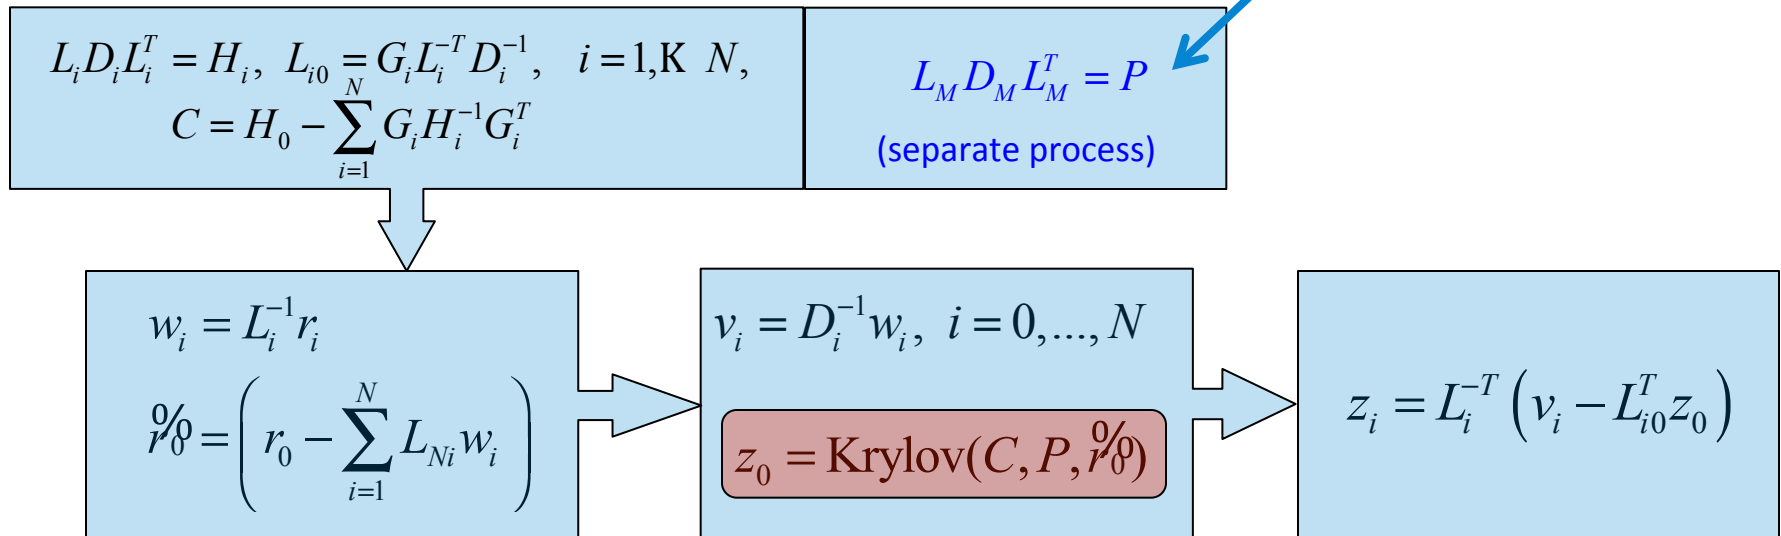 L_i D_i L_i^T = H_i, L_{i0} = G_i L_i^{-T} D_i^{-1}, i = 1,K N,
C = H_0 - \sum_{i=1}^{N} G_i H_i^{-1} G_i^T
L_M D_M L_M^T = P
(separate process)
w_i = L_i^{-1} r_i
r%_0 = ( r_0 - \sum_{i=1}^{N} L_{Ni} w_i )
v_i = D_i^{-1} w_i, i = 0,..., N
z_0 = Krylov(C, P, r%_0)
z_i = L_i^{-T} ( v_i - L_{i0}^T z_0 )